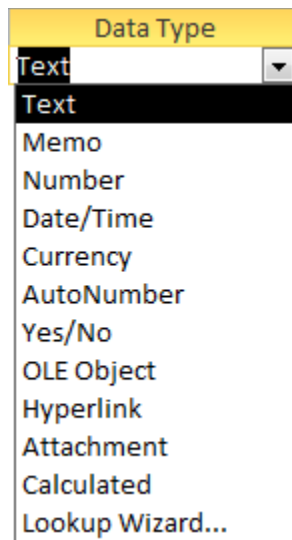 Data Type
Text
Text
Memo
Number
Date/Time
Currency
AutoNumber
Yes/No
OLE Object
Hyperlink
Attachment
Calculated
Lookup Wizard...